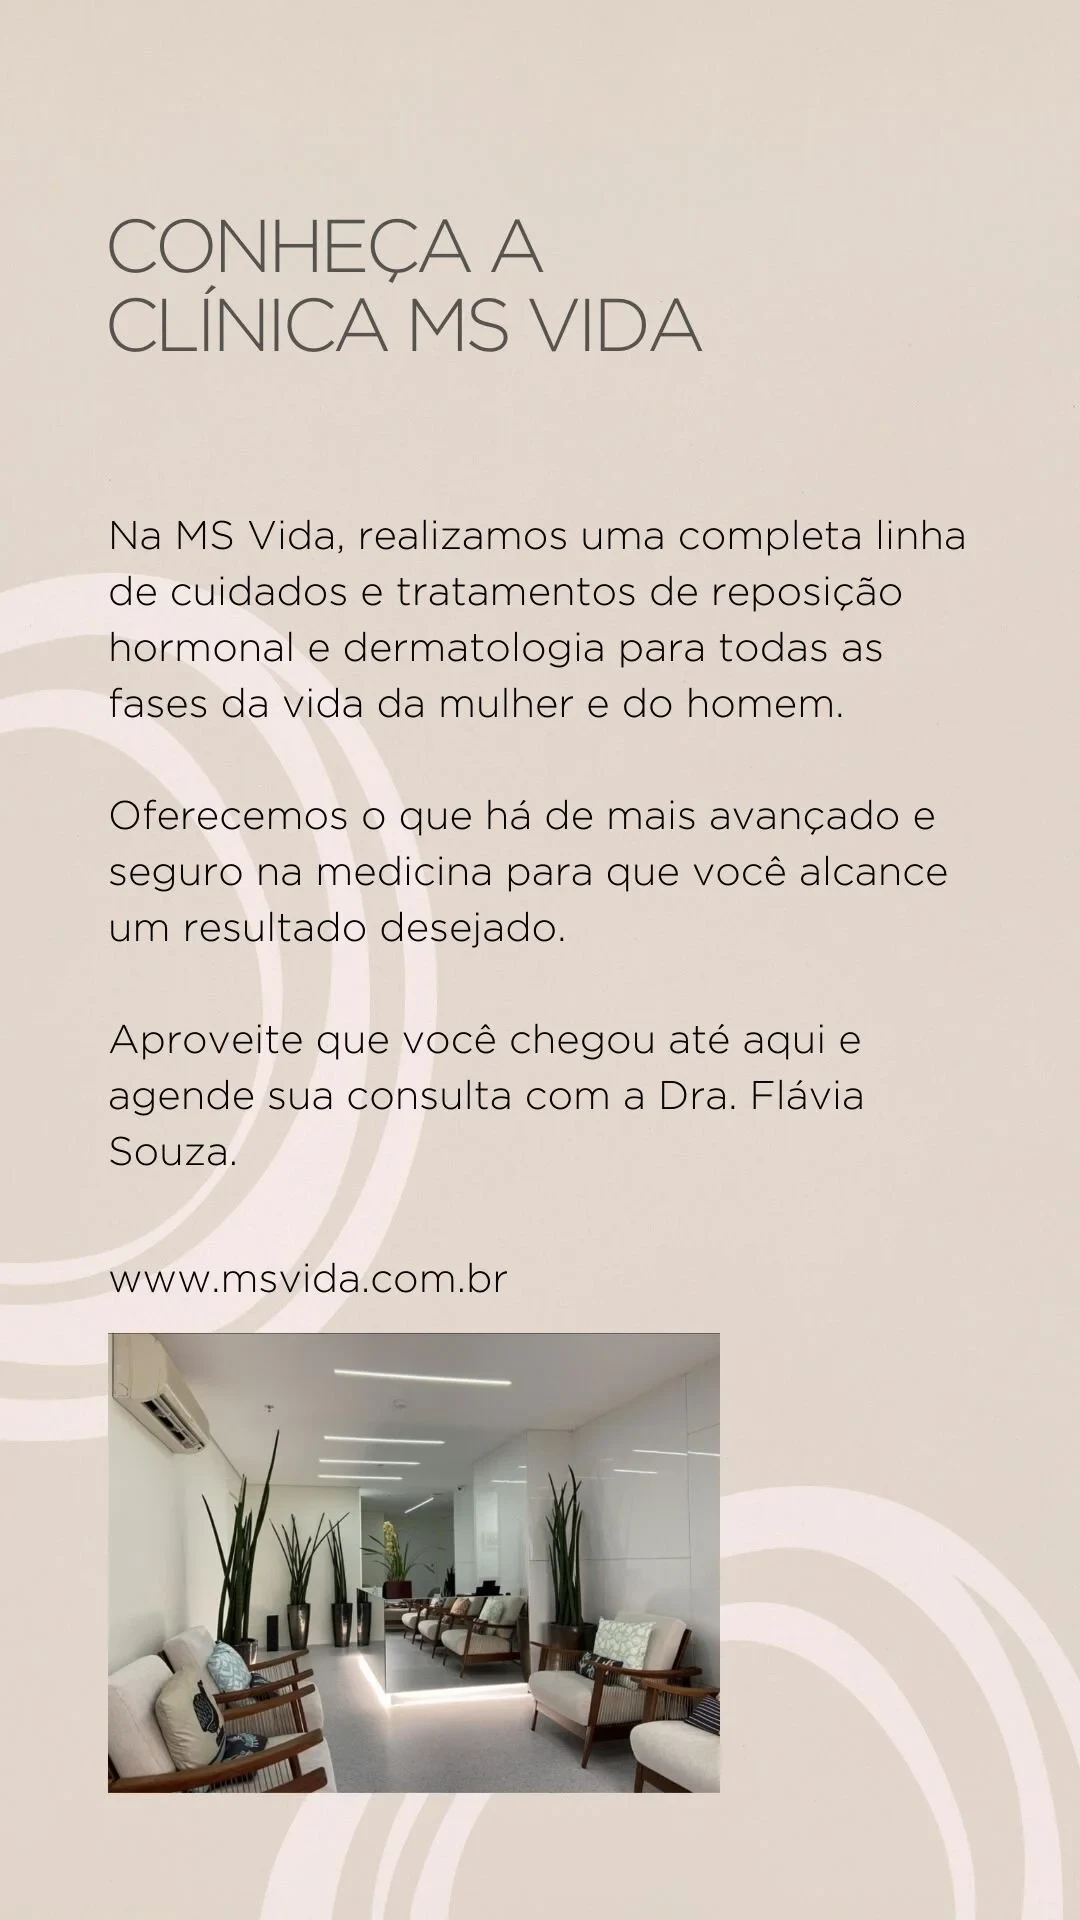 CONHEÇA A
CLÍNICA MS VIDA
Na MS Vida, realizamos uma completa linha
de cuidados e tratamentos de reposição
hormonal e dermatologia para todas as
fases da vida da mulher e do homem.
Oferecemos o que há de mais avançado e
seguro na medicina para que você alcance
um resultado desejado.
Aproveite que você chegou até aqui e
agende sua consulta com a Dra. Flávia
Souza.
www.msvida.com.br